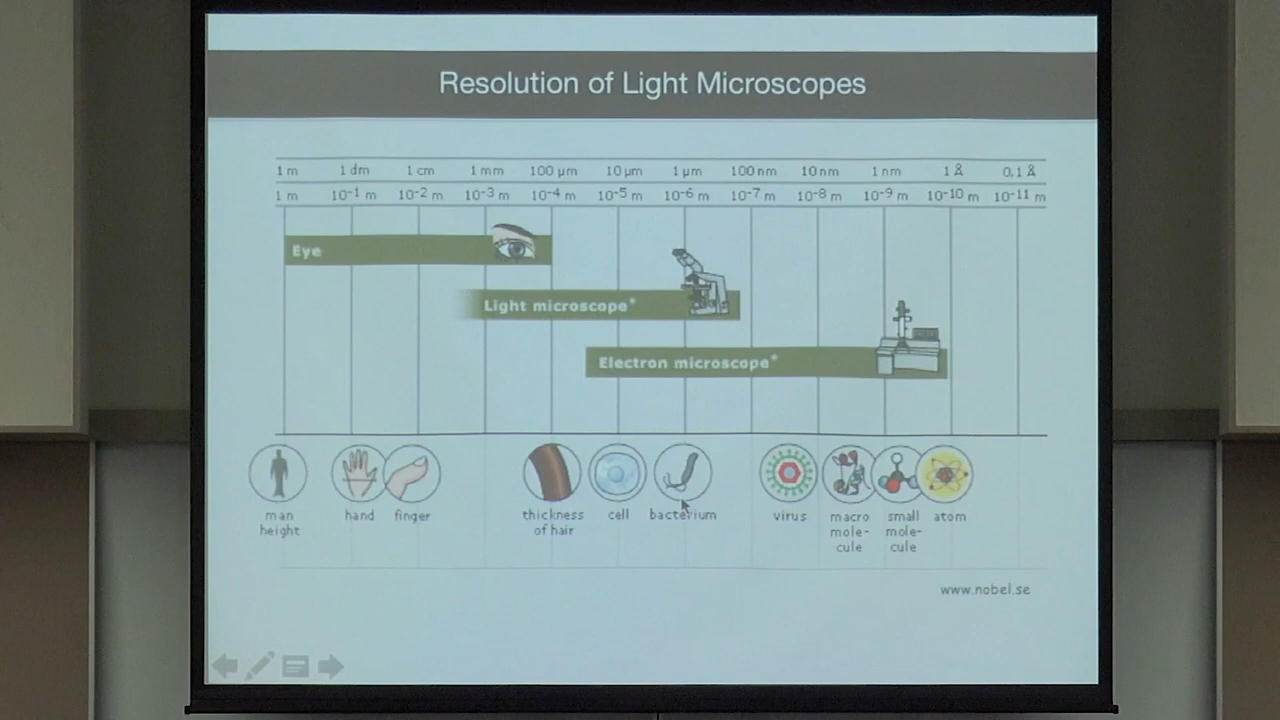 Resolution of Light Microscopes
1 m 1 dm 1 cm 1 mm 100 µm 10 µm 1 µm 100 nm 10 nm 1 nm 1 Å 0,1 Å
1 m 10⁻¹ m 10⁻² m 10⁻³ m 10⁻⁴ m 10⁻⁵ m 10⁻⁶ m 10⁻⁷ m 10⁻⁸ m 10⁻⁹ m 10⁻¹⁰ m 10⁻¹¹ m
Eye
Light microscope*
Electron microscope*
man
height
hand
finger
thickness
of hair
cell
bacterium
virus
macro
mole-
cule
small
mole-
cule
atom
www.nobel.se